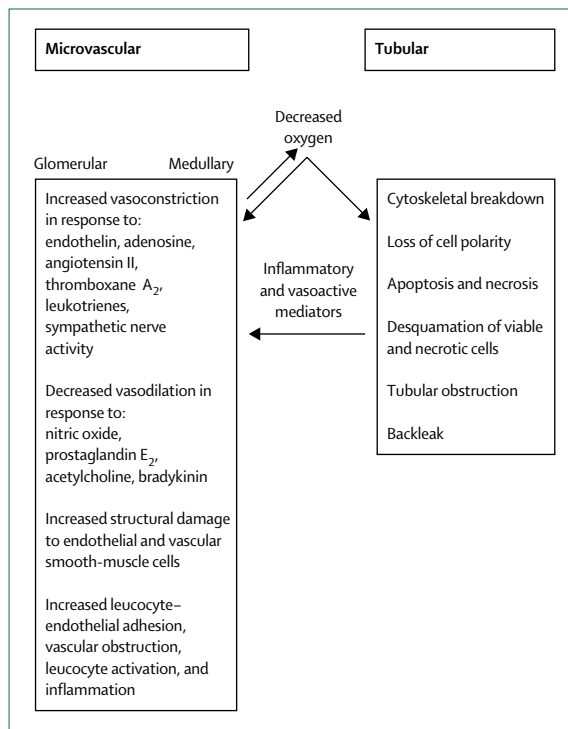 Microvascular
Tubular
Decreased
oxygen
Glomerular
Medullary
Increased vasoconstriction
in response to:
endothelin, adenosine,
angiotensin II,
thromboxane A₂,
leukotrienes,
sympathetic nerve
activity
Decreased vasodilation in
response to:
nitric oxide,
prostaglandin E₂,
acetylcholine, bradykinin
Increased structural damage
to endothelial and vascular
smooth-muscle cells
Increased leucocyte–
endothelial adhesion,
vascular obstruction,
leucocyte activation, and
inflammation
Inflammatory
and vasoactive
mediators
Cytoskeletal breakdown
Loss of cell polarity
Apoptosis and necrosis
Desquamation of viable
and necrotic cells
Tubular obstruction
Backleak